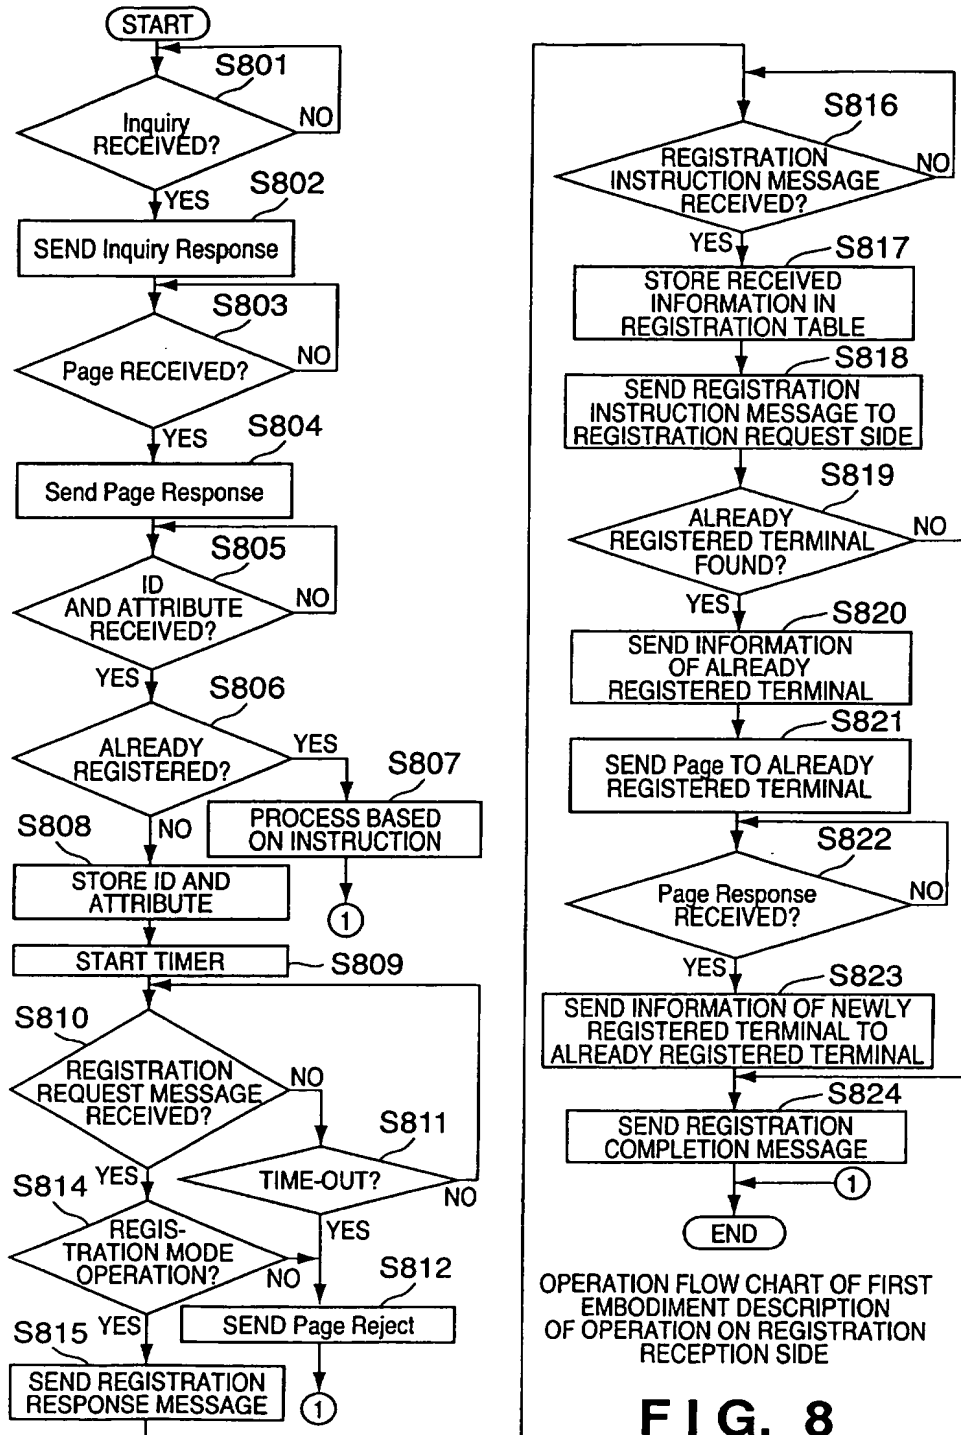 START
S801
Inquiry
RECEIVED?
NO
YES
S802
SEND Inquiry Response
S803
Page RECEIVED?
NO
YES
S804
Send Page Response
S805
ID
AND ATTRIBUTE
RECEIVED?
NO
YES
S806
ALREADY
REGISTERED?
YES
NO
S807
PROCESS BASED
ON INSTRUCTION
1
S808
STORE ID AND
ATTRIBUTE
START TIMER
S809
S810
REGISTRATION
REQUEST MESSAGE
RECEIVED?
NO
YES
S811
TIME-OUT?
NO
YES
S814
REGIS-
TRATION MODE
OPERATION?
NO
YES
S812
SEND Page Reject
1
S815
SEND REGISTRATION
RESPONSE MESSAGE
S816
REGISTRATION
INSTRUCTION MESSAGE
RECEIVED?
NO
YES
S817
STORE RECEIVED
INFORMATION IN
REGISTRATION TABLE
S818
SEND REGISTRATION
INSTRUCTION MESSAGE TO
REGISTRATION REQUEST SIDE
S819
ALREADY
REGISTERED TERMINAL
FOUND?
NO
YES
S820
SEND INFORMATION
OF ALREADY
REGISTERED TERMINAL
S821
SEND Page TO ALREADY
REGISTERED TERMINAL
S822
Page Response
RECEIVED?
NO
YES
S823
SEND INFORMATION OF NEWLY
REGISTERED TERMINAL TO
ALREADY REGISTERED TERMINAL
S824
SEND REGISTRATION
COMPLETION MESSAGE
1
END
OPERATION FLOW CHART OF FIRST
EMBODIMENT DESCRIPTION
OF OPERATION ON REGISTRATION
RECEPTION SIDE
FIG. 8